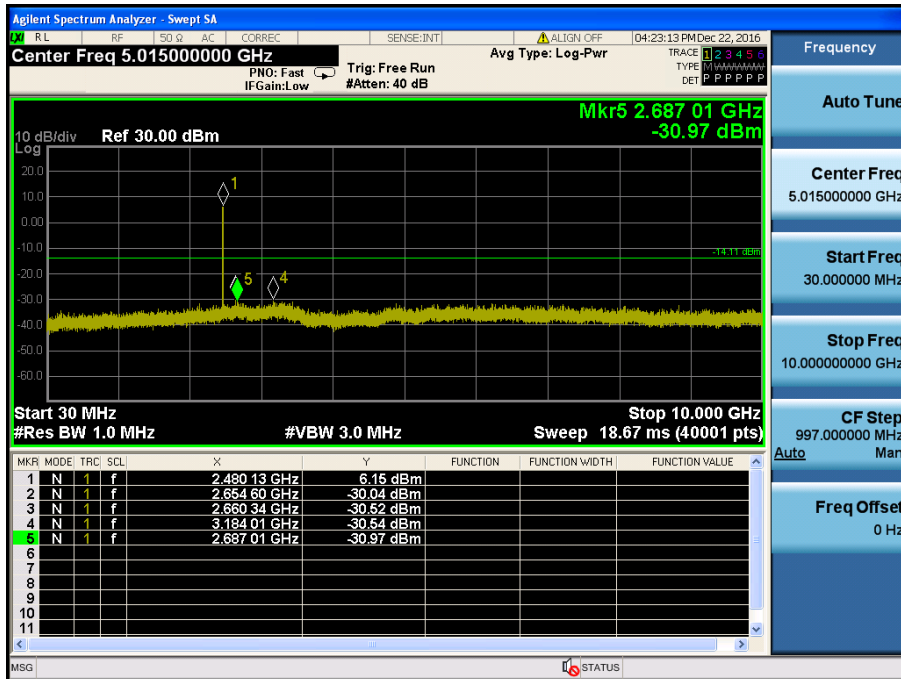 Agilent Spectrum Analyzer - Swept SA
LXI RL RF 50 Ω AC CORREC SENSE:INT ALIGN OFF 04:23:13 PM Dec 22, 2016
Center Freq 5.015000000 GHz
PNO: Fast
IFGain:Low
Trig: Free Run
#Atten: 40 dB
Avg Type: Log-Pwr
TRACE 1 2 3 4 5 6
TYPE M W W W W W
DET P P P P P P
Frequency
Auto Tune
Center Freq
5.015000000 GHz
Start Freq
30.000000 MHz
Stop Freq
10.000000000 GHz
CF Step
997.000000 MHz
Auto Man
Freq Offset
0 Hz
Mkr5 2.687 01 GHz
-30.97 dBm
10 dB/div Ref 30.00 dBm
Log
20.0
10.0
0.00
-10.0
-20.0
-30.0
-40.0
-50.0
-60.0
1
5
4
-14.11 dBm
Start 30 MHz Stop 10.000 GHz
#Res BW 1.0 MHz #VBW 3.0 MHz Sweep 18.67 ms (40001 pts)
MKR MODE TRC SCL X Y FUNCTION FUNCTION WIDTH FUNCTION VALUE
1 N 1 f 2.480 13 GHz 6.15 dBm
2 N 1 f 2.654 60 GHz -30.04 dBm
3 N 1 f 2.660 34 GHz -30.52 dBm
4 N 1 f 3.184 01 GHz -30.54 dBm
5 N 1 f 2.687 01 GHz -30.97 dBm
6
7
8
9
10
11
MSG STATUS